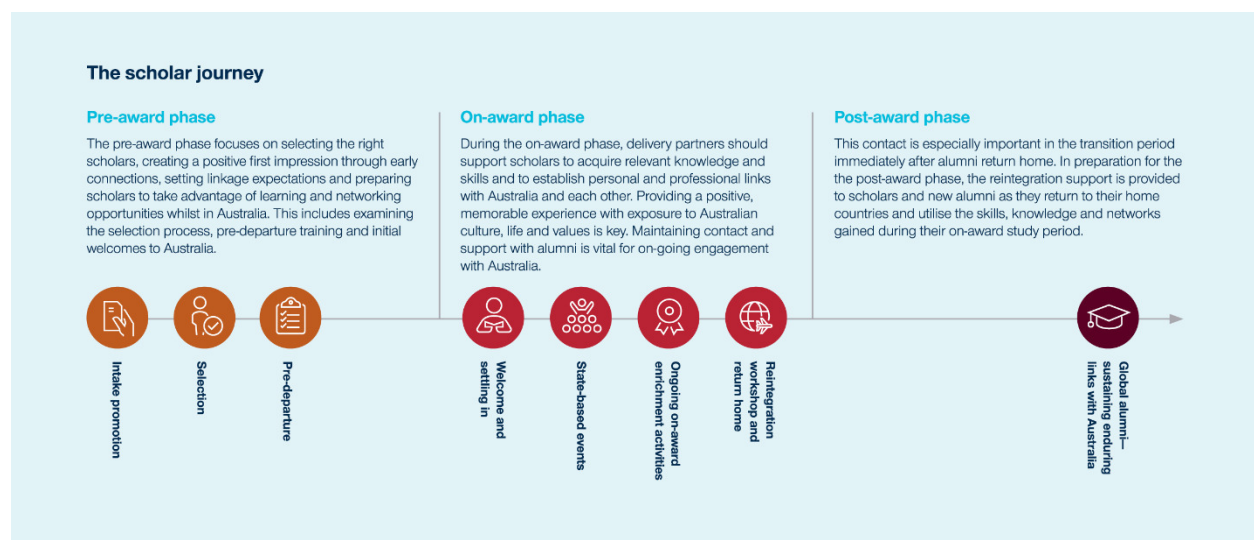 The scholar journey
Pre-award phase
The pre-award phase focuses on selecting the right
scholars, creating a positive first impression through early
connections, setting linkage expectations and preparing
scholars to take advantage of learning and networking
opportunities whilst in Australia. This includes examining
the selection process, pre-departure training and initial
welcomes to Australia.
On-award phase
During the on-award phase, delivery partners should
support scholars to acquire relevant knowledge and
skills and to establish personal and professional links
with Australia and each other. Providing a positive,
memorable experience with exposure to Australian
culture, life and values is key. Maintaining contact and
support with alumni is vital for on-going engagement
with Australia.
Post-award phase
This contact is especially important in the transition period
immediately after alumni return home. In preparation for
the post-award phase, the reintegration support is provided
to scholars and new alumni as they return to their home
countries and utilise the skills, knowledge and networks
gained during their on-award study period.
Intake promotion
Selection
Pre-departure
Welcome and
settling in
State-based events
Ongoing on-award
enrichment activities
Reintegration
workshop and
return home
Global alumni—
sustaining enduring
links with Australia